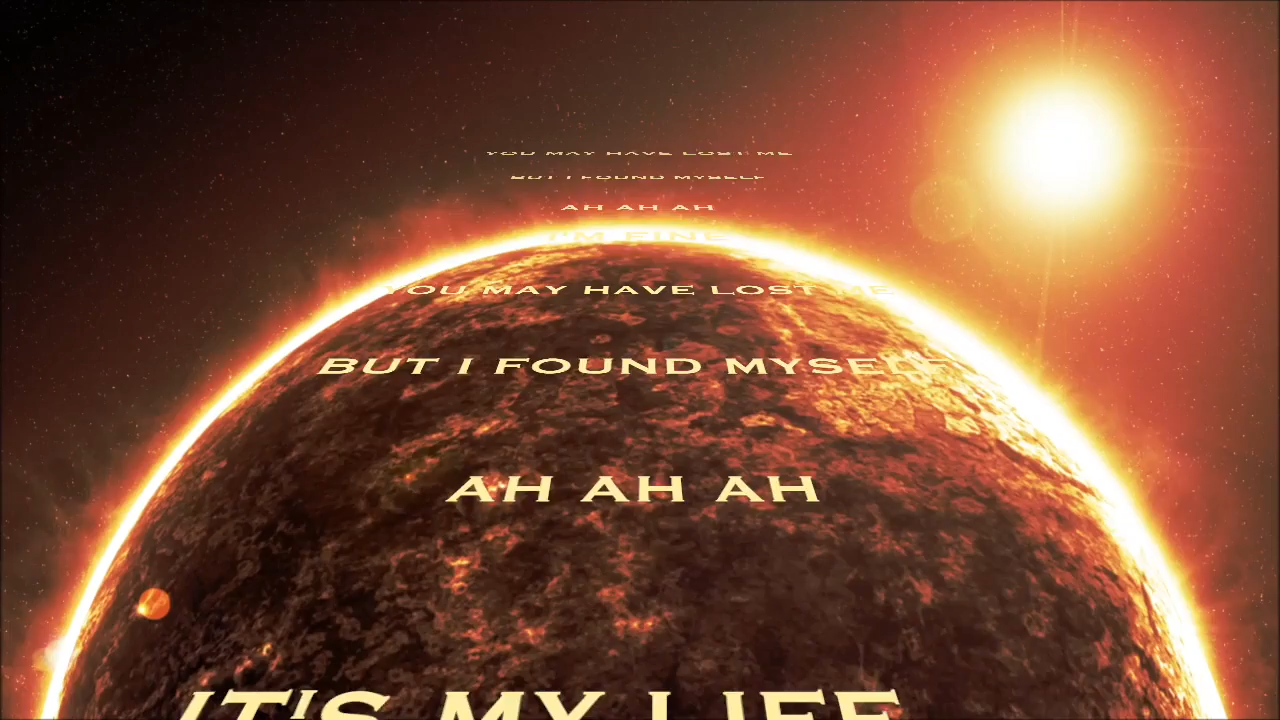 YOU MAY HAVE LOST ME
BUT I FOUND MYSELF
AH AH AH
I'M FINE
YOU MAY HAVE LOST ME
BUT I FOUND MYSELF
AH AH AH
IT'S MY LIFE